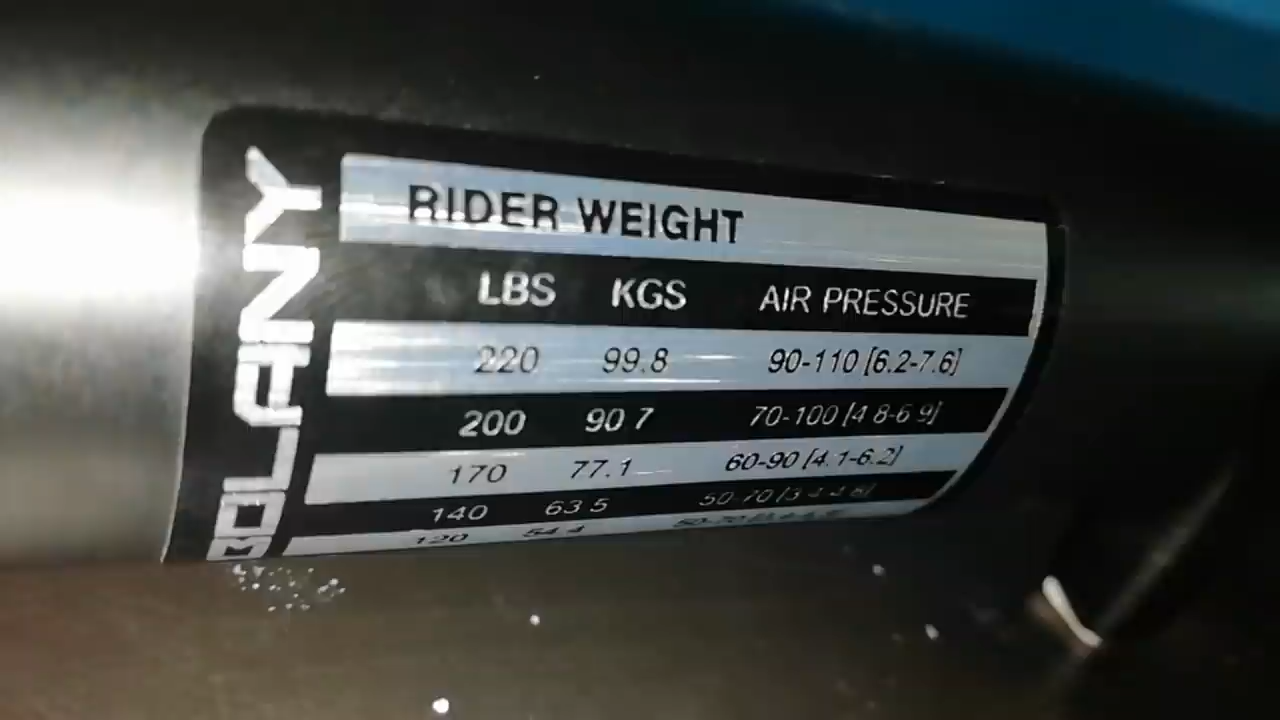 BOLANY
RIDER WEIGHT
LBS KGS AIR PRESSURE
220 99.8 90-110 [6.2-7.6]
200 90.7 70-100 [4.8-6.9]
170 77.1 60-90 [4.1-6.2]
140 63.5 50-70
120 54.4